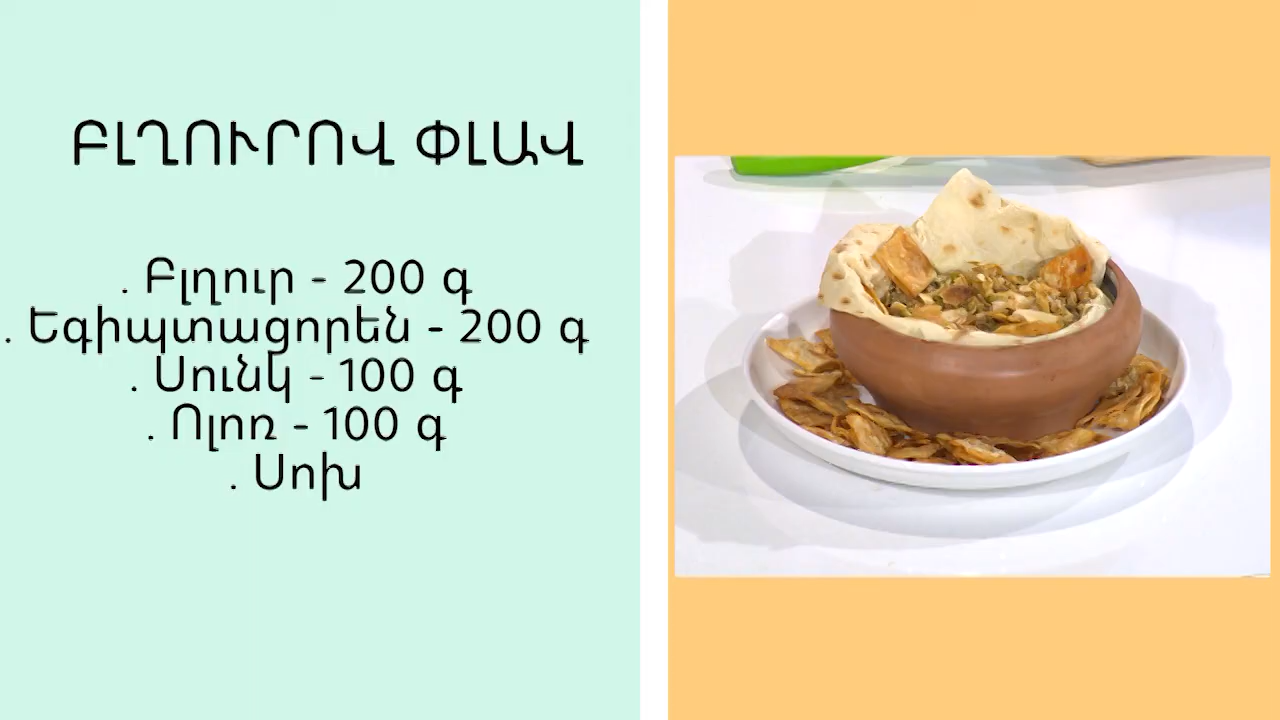 ԲԼՂՈՒՐՈՎ ՓԼԱՎ
. Բլղուր - 200 գ
. Եգիպտացորեն - 200 գ
. Սունկ - 100 գ
. Ոլոռ - 100 գ
. Սոխ